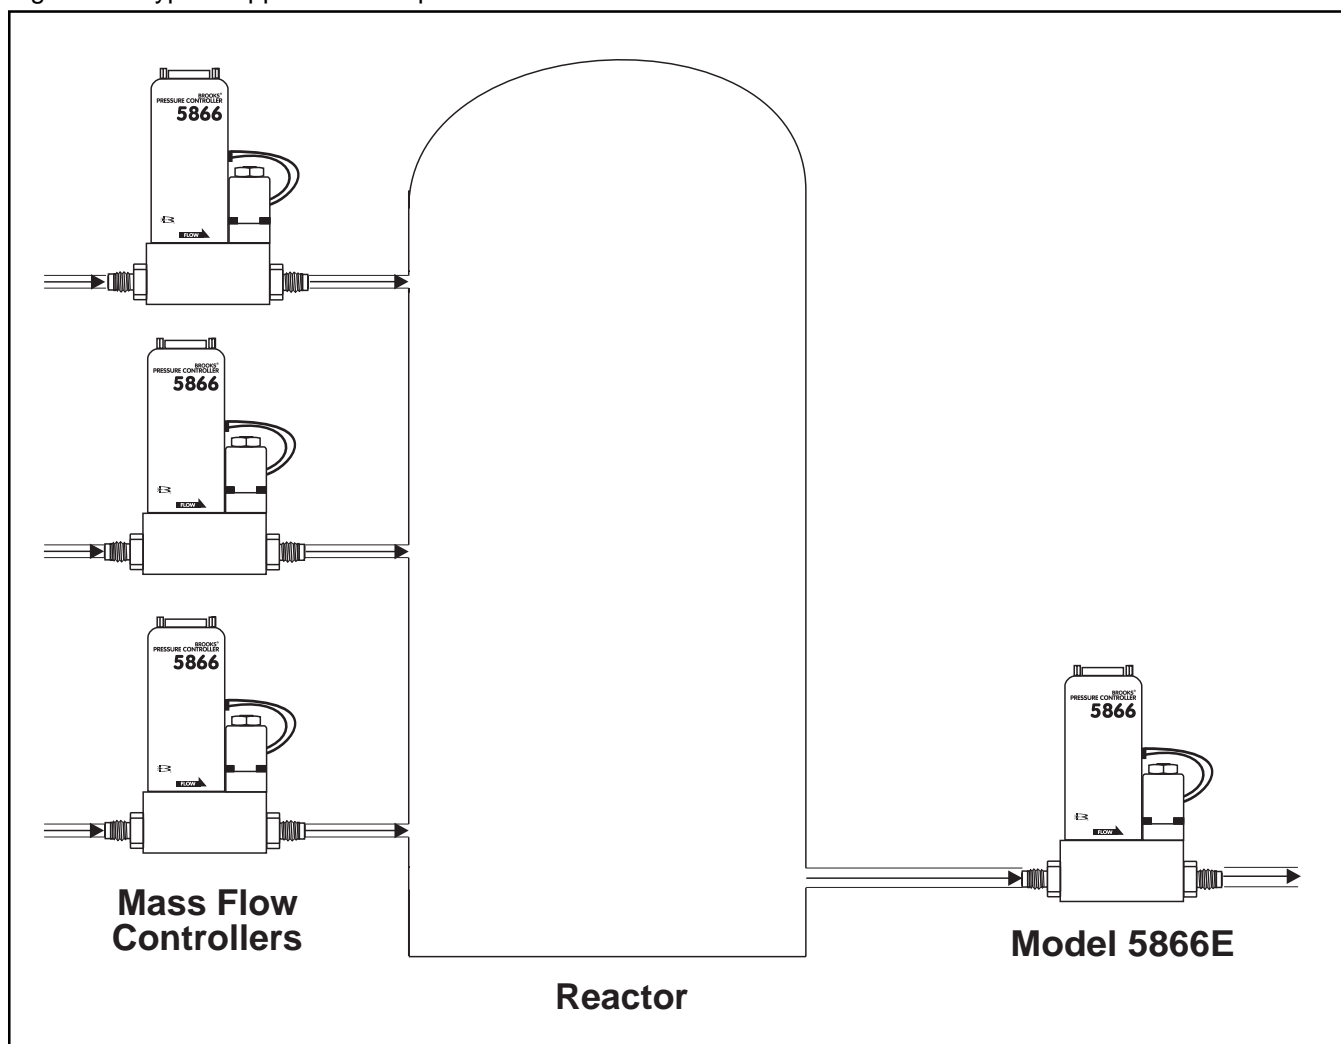 BROOKS®
PRESSURE CONTROLLER
5866
FLOW
BROOKS®
PRESSURE CONTROLLER
5866
FLOW
BROOKS®
PRESSURE CONTROLLER
5866
FLOW
BROOKS®
PRESSURE CONTROLLER
5866
FLOW
Mass Flow
Controllers
Model 5866E
Reactor